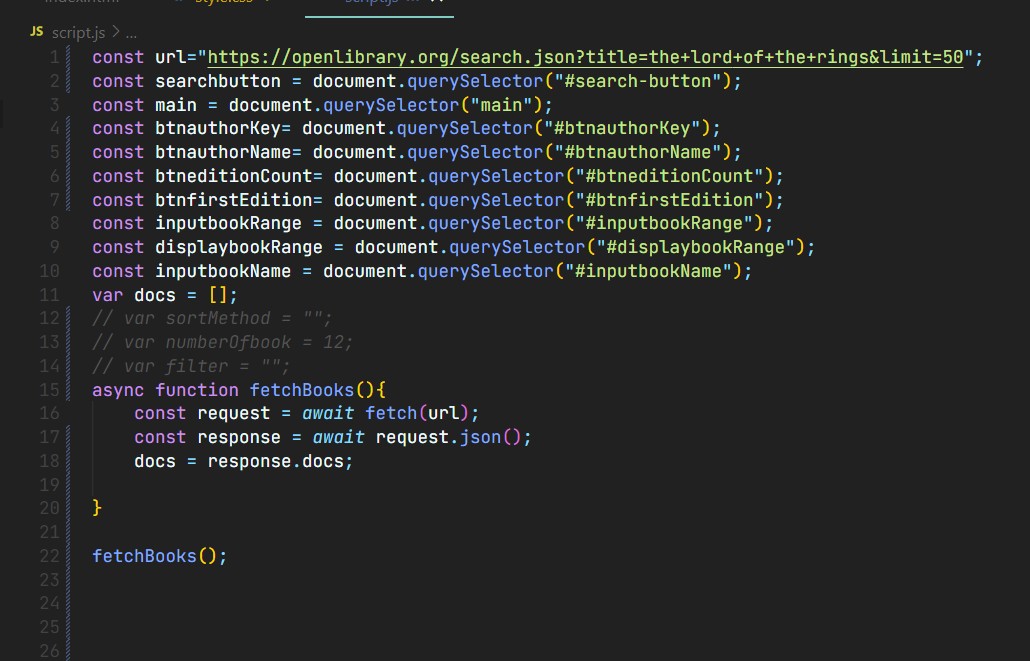 style.css
script.js
JS script.js > ...
1 const url="https://openlibrary.org/search.json?title=the+lord+of+the+rings&limit=50";
2 const searchbutton = document.querySelector("#search-button");
3 const main = document.querySelector("main");
4 const btnauthorKey= document.querySelector("#btnauthorKey");
5 const btnauthorName= document.querySelector("#btnauthorName");
6 const btneditionCount= document.querySelector("#btneditionCount");
7 const btnfirstEdition= document.querySelector("#btnfirstEdition");
8 const inputbookRange = document.querySelector("#inputbookRange");
9 const displaybookRange = document.querySelector("#displaybookRange");
10 const inputbookName = document.querySelector("#inputbookName");
11 var docs = [];
12 // var sortMethod = "";
13 // var numberOfbook = 12;
14 // var filter = "";
15 async function fetchBooks(){
16 const request = await fetch(url);
17 const response = await request.json();
18 docs = response.docs;
19
20 }
21
22 fetchBooks();
23
24
25
26